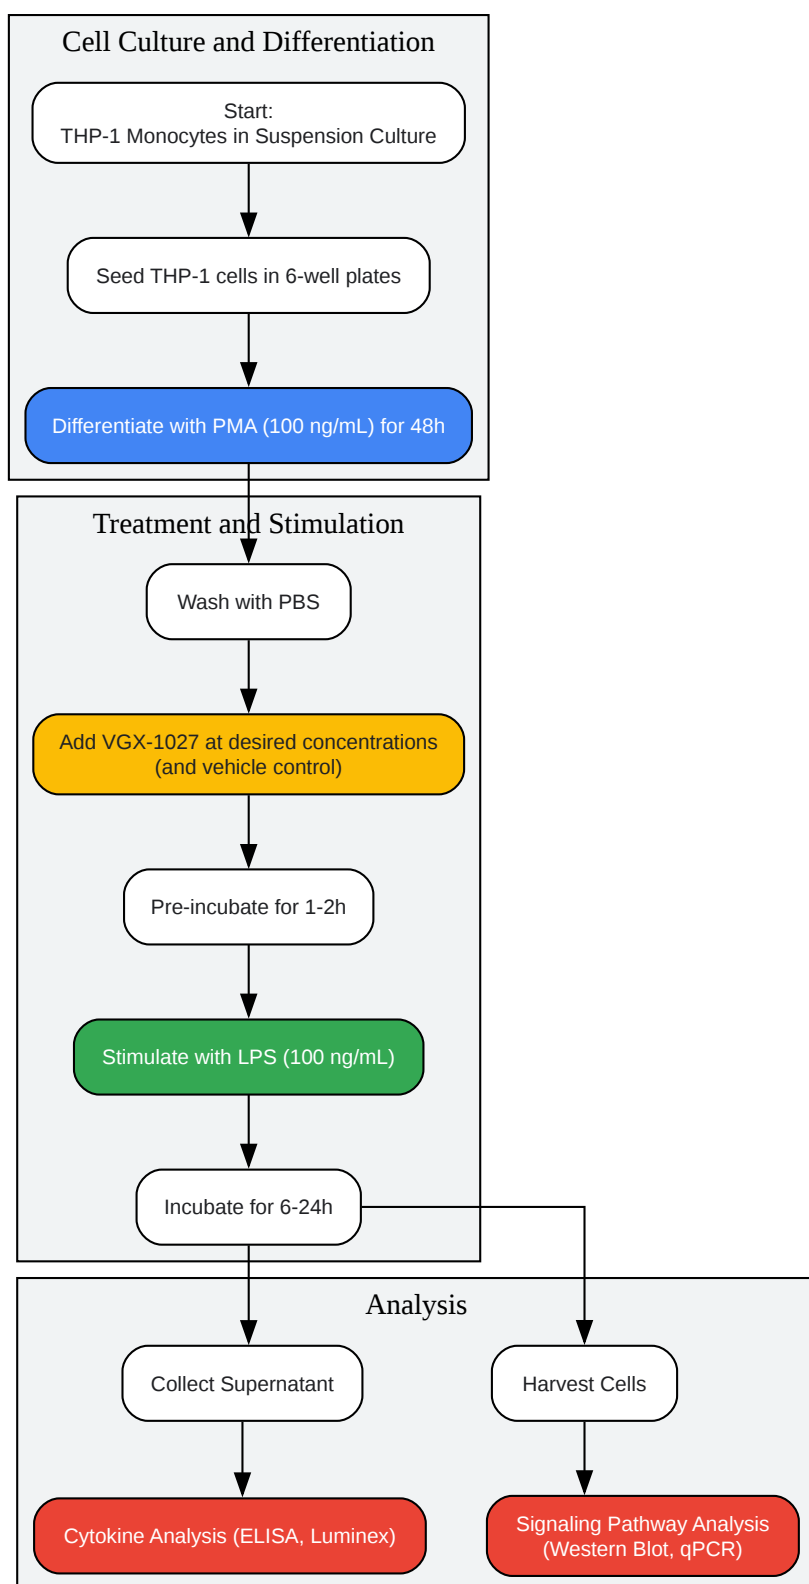 Cell Culture and Differentiation
Start:
THP-1 Monocytes in Suspension Culture
Seed THP-1 cells in 6-well plates
Differentiate with PMA (100 ng/mL) for 48h
Treatment and Stimulation
Wash with PBS
Add VGX-1027 at desired concentrations
(and vehicle control)
Pre-incubate for 1-2h
Stimulate with LPS (100 ng/mL)
Incubate for 6-24h
Analysis
Collect Supernatant
Harvest Cells
Cytokine Analysis (ELISA, Luminex)
Signaling Pathway Analysis
(Western Blot, qPCR)